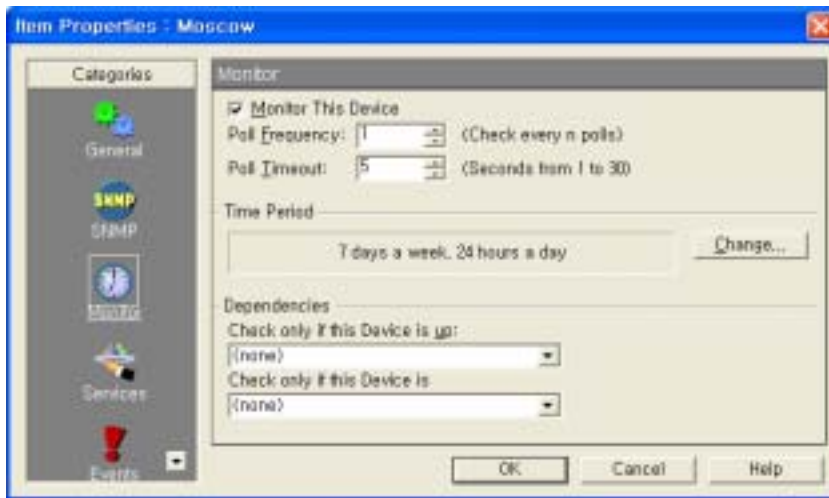 Item Properties : Moscow
Categories
General
SNMP
SNMP
Monitor
Services
Events
Monitor
Monitor This Device
Poll Frequency: 1 (Check every n polls)
Poll Timeout: 5 (Seconds from 1 to 30)
Time Period
7 days a week, 24 hours a day
Change...
Dependencies
Check only if this Device is up:
(none)
Check only if this Device is
(none)
OK Cancel Help